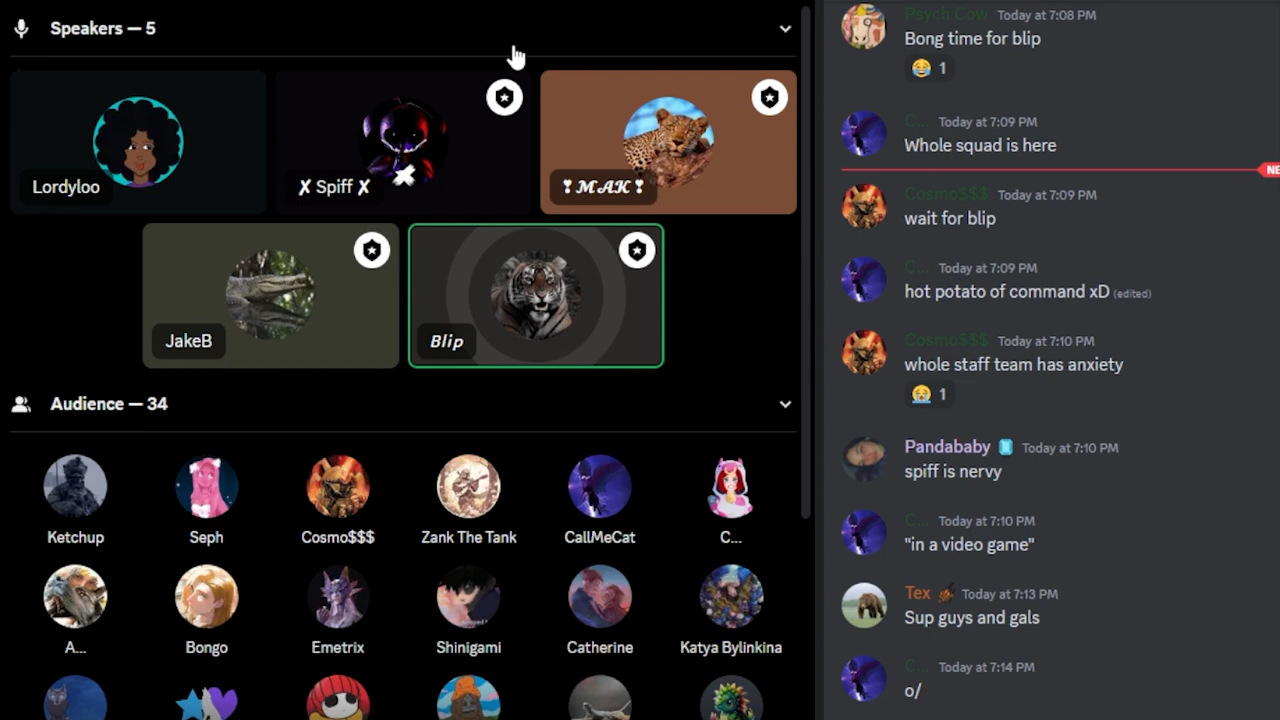 Speakers — 5
Lordyloo
✗ Spiff ✗
❣MAK❣
JakeB
Blip
Audience — 34
Ketchup
Seph
Cosmo$$$
Zank The Tank
CallMeCat
C...
A...
Bongo
Emetrix
Shinigami
Catherine
Katya Bylinkina
Psych Cow Today at 7:08 PM
Bong time for blip
😂 1
C... Today at 7:09 PM
Whole squad is here
NE
Cosmo$$$ Today at 7:09 PM
wait for blip
C... Today at 7:09 PM
hot potato of command xD (edited)
Cosmo$$$ Today at 7:10 PM
whole staff team has anxiety
😭 1
Pandababy Today at 7:10 PM
spiff is nervy
C... Today at 7:10 PM
"in a video game"
Tex Today at 7:13 PM
Sup guys and gals
C... Today at 7:14 PM
o/